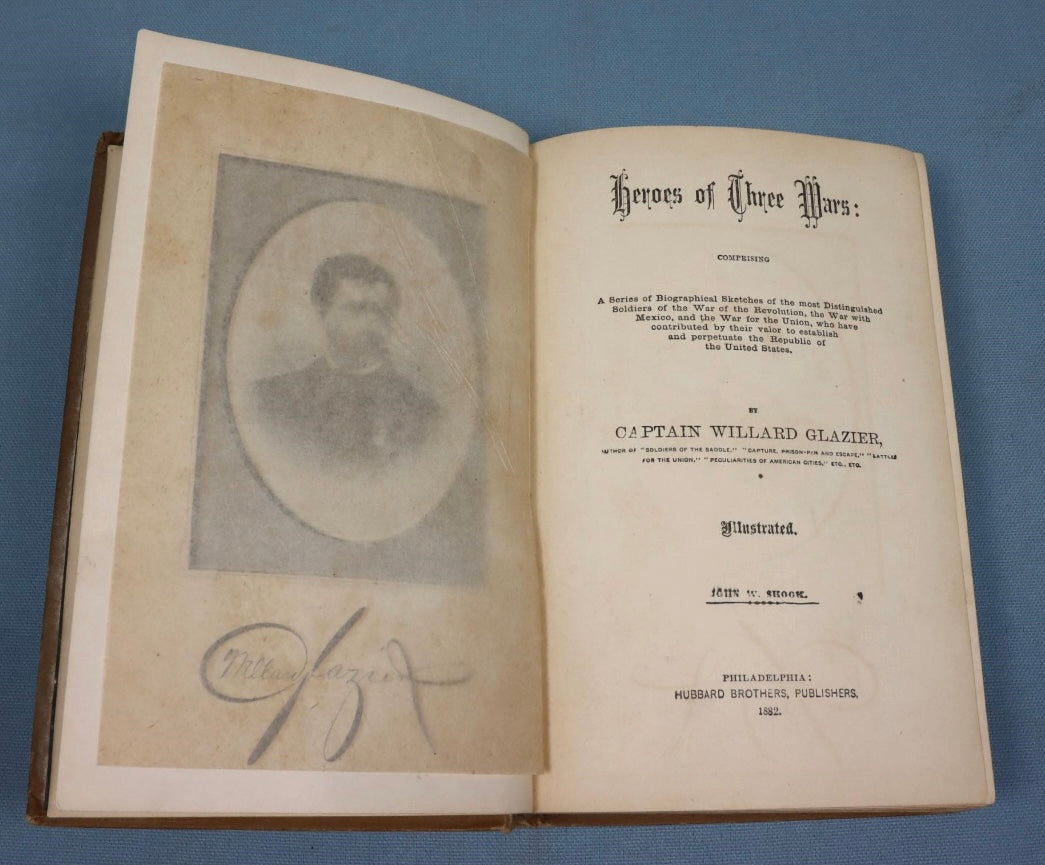 Willard Glazier
Heroes of Three Wars:
COMPRISING
A Series of Biographical Sketches of the most Distinguished
Soldiers of the War of the Revolution, the War with
Mexico, and the War for the Union, who have
contributed by their valor to establish
and perpetuate the Republic of
the United States.
BY
CAPTAIN WILLARD GLAZIER,
AUTHOR OF "SOLDIERS OF THE SADDLE," "CAPTURE, PRISON-PEN AND ESCAPE," "BATTLES
FOR THE UNION," "PECULIARITIES OF AMERICAN CITIES," ETC., ETC.
Illustrated.
JOHN W. SHOOK.
PHILADELPHIA:
HUBBARD BROTHERS, PUBLISHERS,
1882.